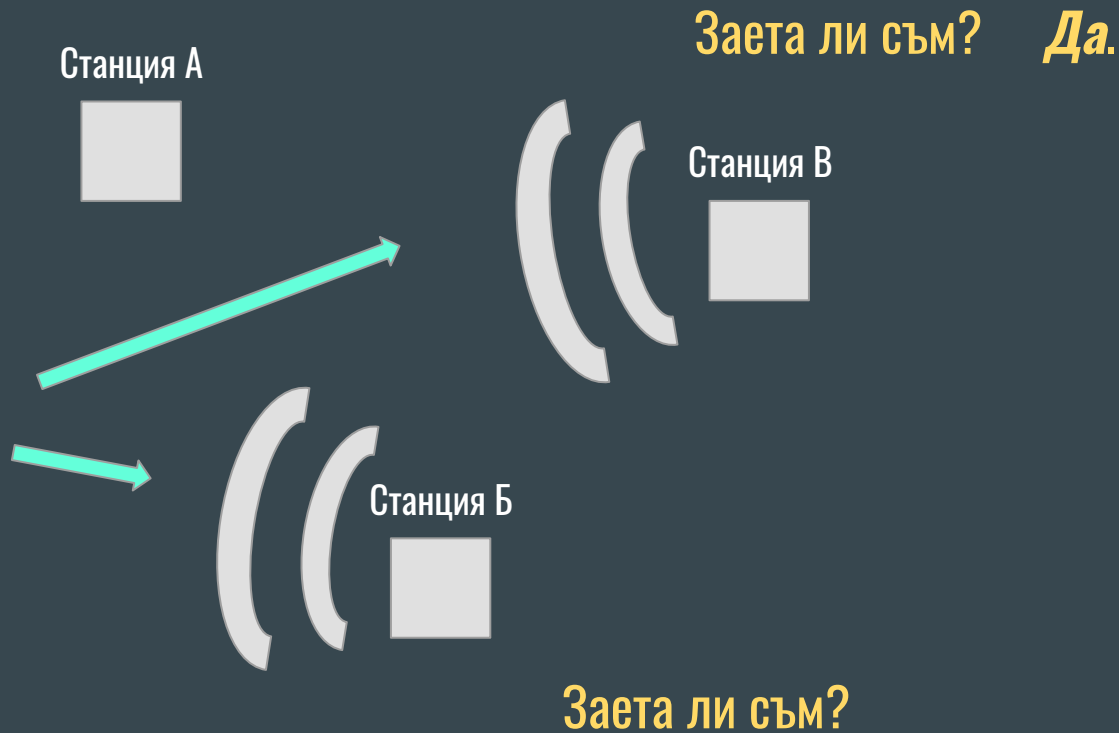 Заета ли съм? Да.
Станция А
Станция В
Станция Б
Заета ли съм?